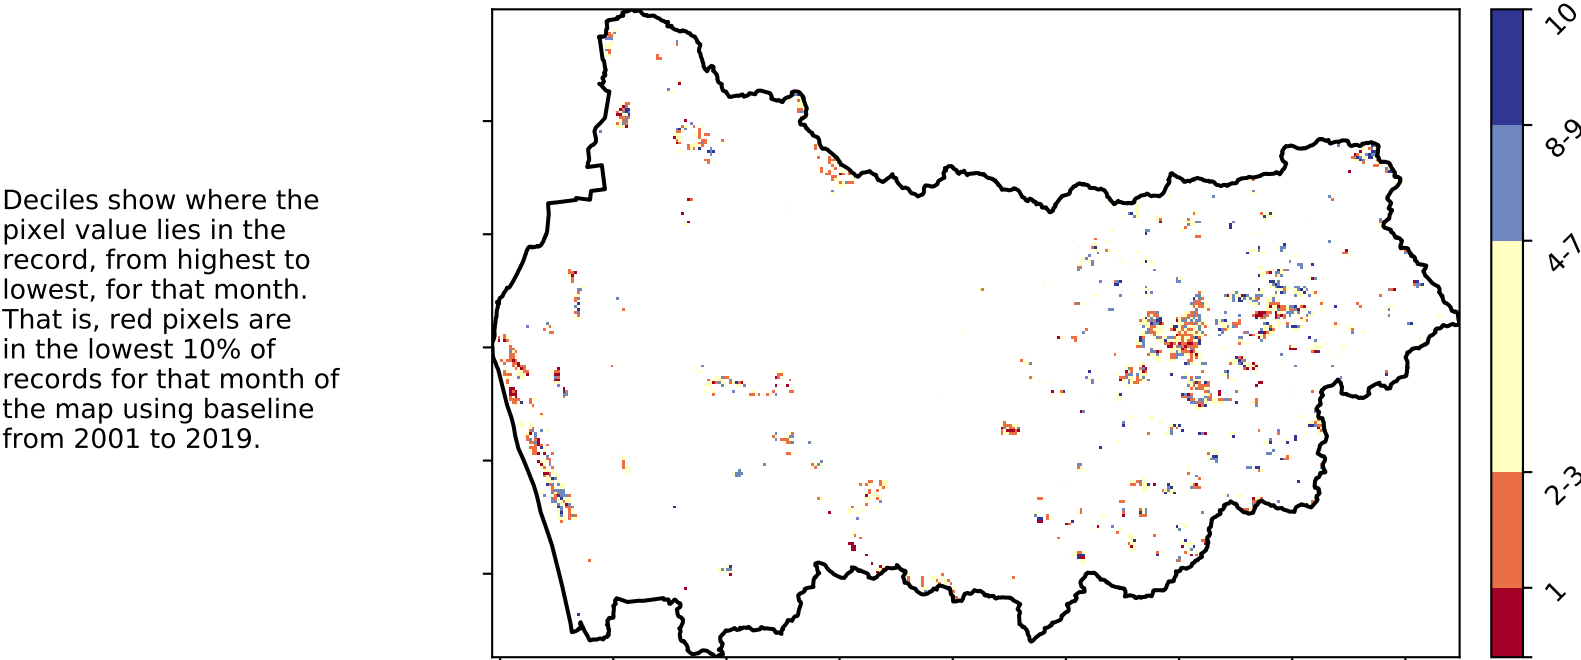 Deciles show where the
pixel value lies in the
record, from highest to
lowest, for that month.
That is, red pixels are
in the lowest 10% of
records for that month of
the map using baseline
from 2001 to 2019.
10
8-9
4-7
2-3
1